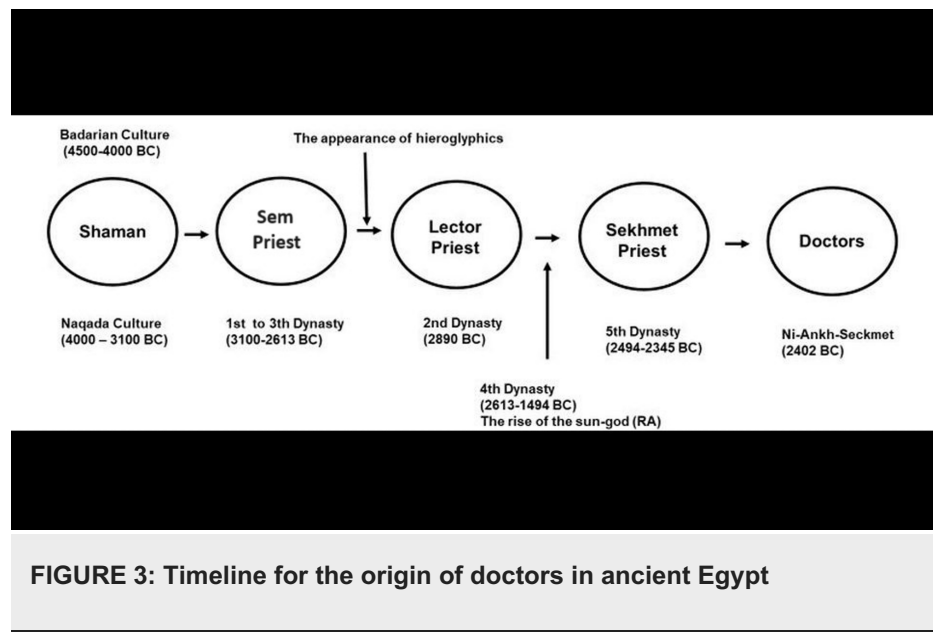 Badarian Culture
(4500-4000 BC)
The appearance of hieroglyphics
Shaman
Sem
Priest
Lector
Priest
Sekhmet
Priest
Doctors
Naqada Culture
(4000 – 3100 BC)
1st to 3th Dynasty
(3100-2613 BC)
2nd Dynasty
(2890 BC)
5th Dynasty
(2494-2345 BC)
Ni-Ankh-Seckmet
(2402 BC)
4th Dynasty
(2613-1494 BC)
The rise of the sun-god (RA)
FIGURE 3: Timeline for the origin of doctors in ancient Egypt